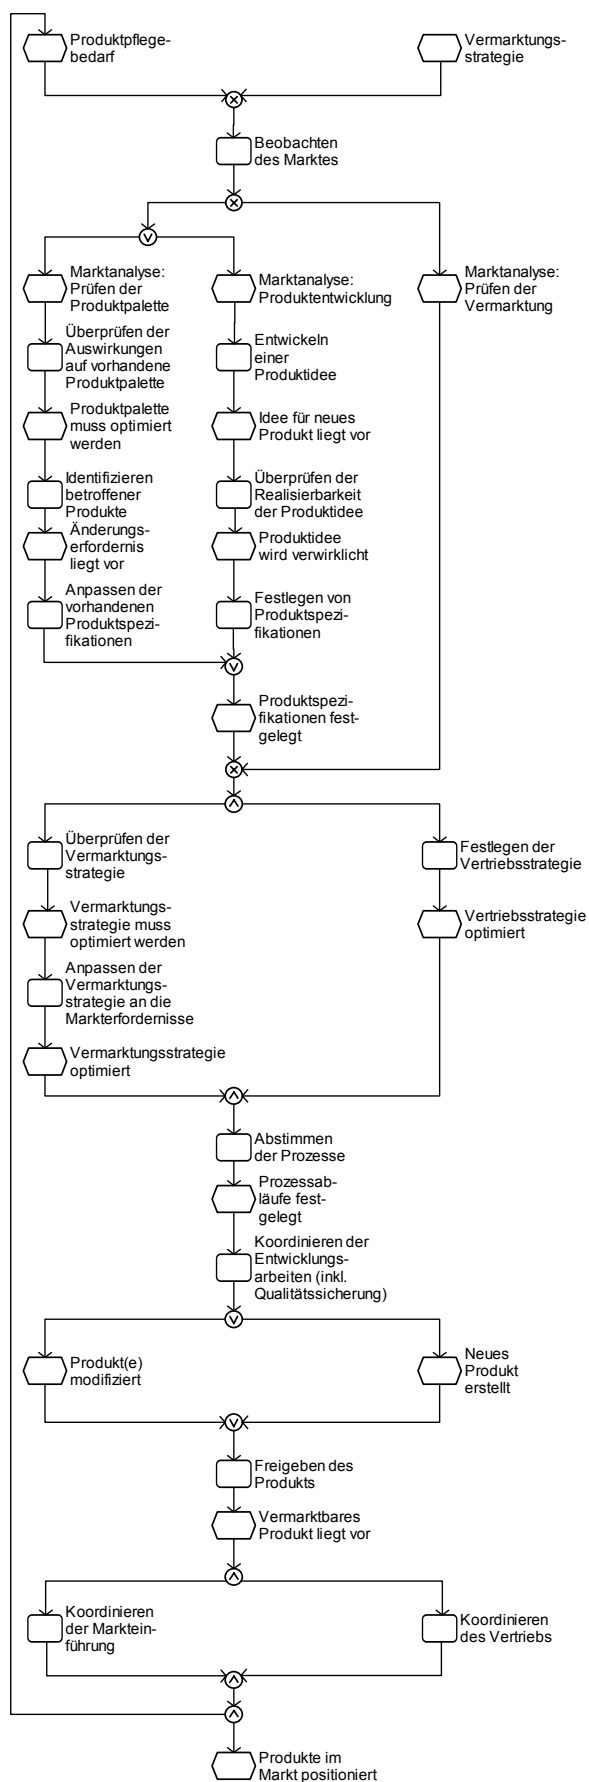 Produktpflege-
bedarf
Vermarktungs-
strategie
Beobachten
des Marktes
Marktanalyse:
Prüfen der
Produktpalette
Marktanalyse:
Produktentwicklung
Marktanalyse:
Prüfen der
Vermarktung
Überprüfen der
Auswirkungen
auf vorhandene
Produktpalette
Entwickeln
einer
Produktidee
Produktpalette
muss optimiert
werden
Idee für neues
Produkt liegt vor
Identifizieren
betroffener
Produkte
Überprüfen der
Realisierbarkeit
der Produktidee
Änderungs-
erfordernis
liegt vor
Produktidee
wird verwirklicht
Anpassen der
vorhandenen
Produktspezi-
fikationen
Festlegen von
Produktspezi-
fikationen
Produktspezi-
fikationen fest-
gelegt
Überprüfen der
Vermarktungs-
strategie
Festlegen der
Vertriebsstrategie
Vermarktungs-
strategie muss
optimiert werden
Vertriebsstrategie
optimiert
Anpassen der
Vermarktungs-
strategie an die
Markterfordernisse
Vermarktungsstrategie
optimiert
Abstimmen
der Prozesse
Prozessab-
läufe fest-
gelegt
Koordinieren der
Entwicklungs-
arbeiten (inkl.
Qualitätssicherung)
Produkt(e)
modifiziert
Neues
Produkt
erstellt
Freigeben des
Produkts
Vermarktbares
Produkt liegt vor
Koordinieren
der Marktein-
führung
Koordinieren
des Vertriebs
Produkte im
Markt positioniert